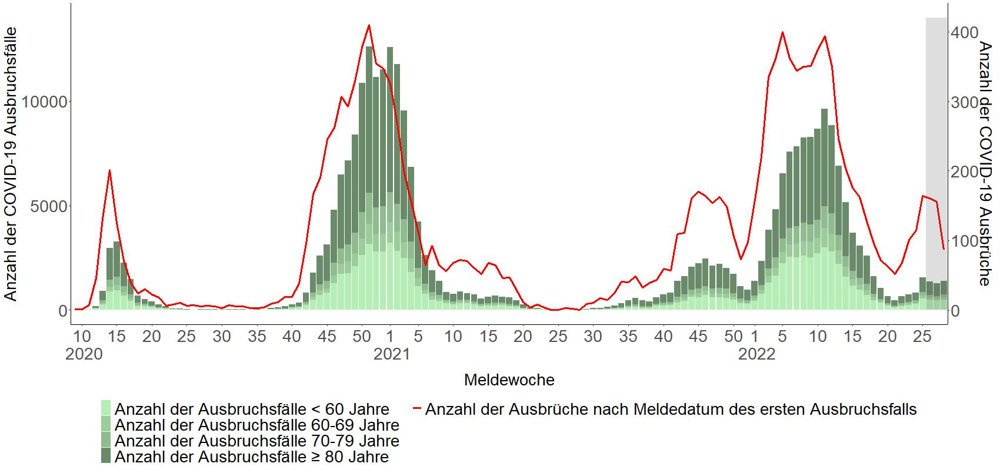 Anzahl der COVID-19 Ausbruchsfälle
10000
5000
0
400
300
200
100
0
Anzahl der COVID-19 Ausbrüche
10 15 20 25 30 35 40 45 50 1 5 10 15 20 25 30 35 40 45 50 1 5 10 15 20 25
2020 2021 2022
Meldewoche
Anzahl der Ausbruchsfälle < 60 Jahre
Anzahl der Ausbruchsfälle 60-69 Jahre
Anzahl der Ausbruchsfälle 70-79 Jahre
Anzahl der Ausbruchsfälle ≥ 80 Jahre
Anzahl der Ausbrüche nach Meldedatum des ersten Ausbruchsfalls